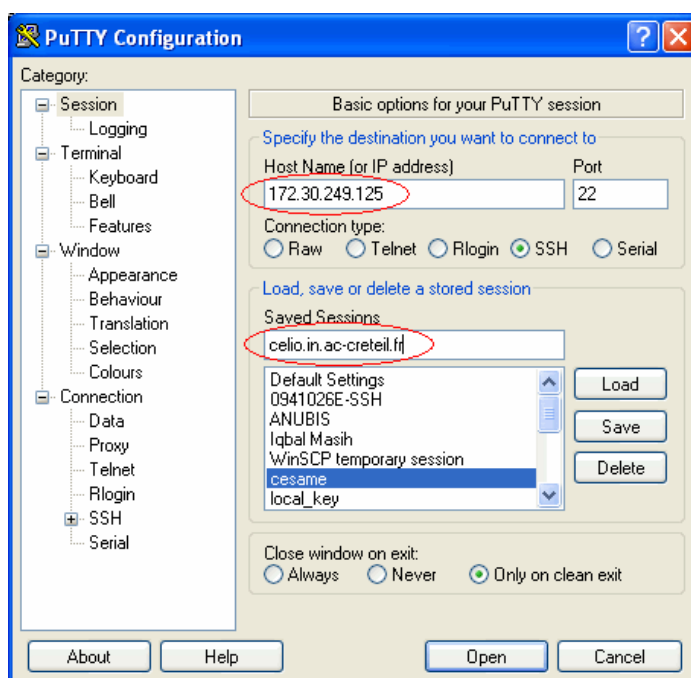 PuTTY Configuration
Category:
Session
Logging
Terminal
Keyboard
Bell
Features
Window
Appearance
Behaviour
Translation
Selection
Colours
Connection
Data
Proxy
Telnet
Rlogin
SSH
Serial
Basic options for your PuTTY session
Specify the destination you want to connect to
Host Name (or IP address) Port
172.30.249.125 22
Connection type:
Raw Telnet Rlogin SSH Serial
Load, save or delete a stored session
Saved Sessions
celio.in.ac-creteil.fr
Default Settings
0941026E-SSH
ANUBIS
Iqbal Masih
WinSCP temporary session
cesame
local_key
Load
Save
Delete
Close window on exit:
Always Never Only on clean exit
About Help Open Cancel